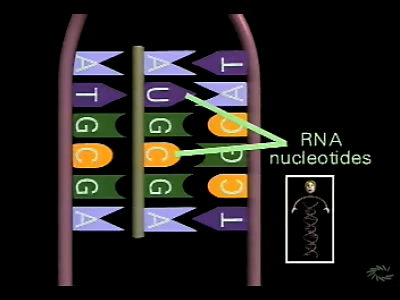 A A T
T U A
G G C
C C G
G G C
A A T
RNA
nucleotides